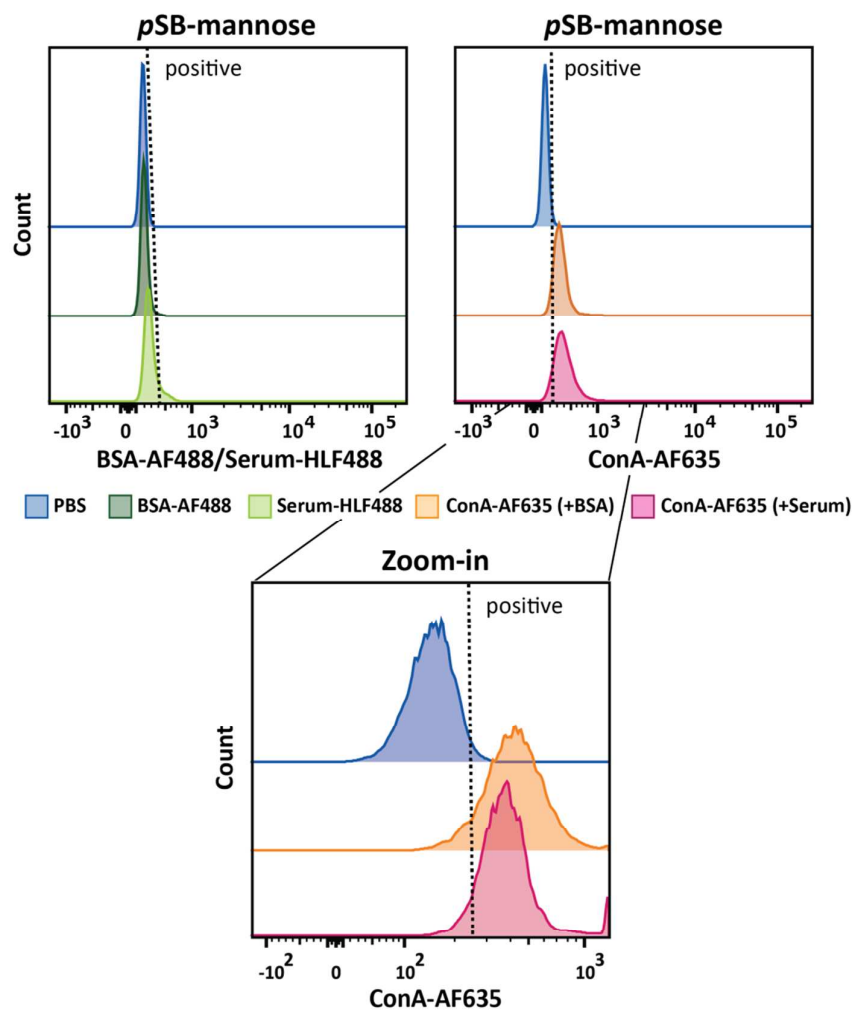 pSB-mannose
positive
Count
-10³ 0 10³ 10⁴ 10⁵
BSA-AF488/Serum-HLF488
pSB-mannose
positive
-10³ 0 10³ 10⁴ 10⁵
ConA-AF635
PBS BSA-AF488 Serum-HLF488 ConA-AF635 (+BSA) ConA-AF635 (+Serum)
Zoom-in
positive
Count
-10² 0 10² 10³
ConA-AF635